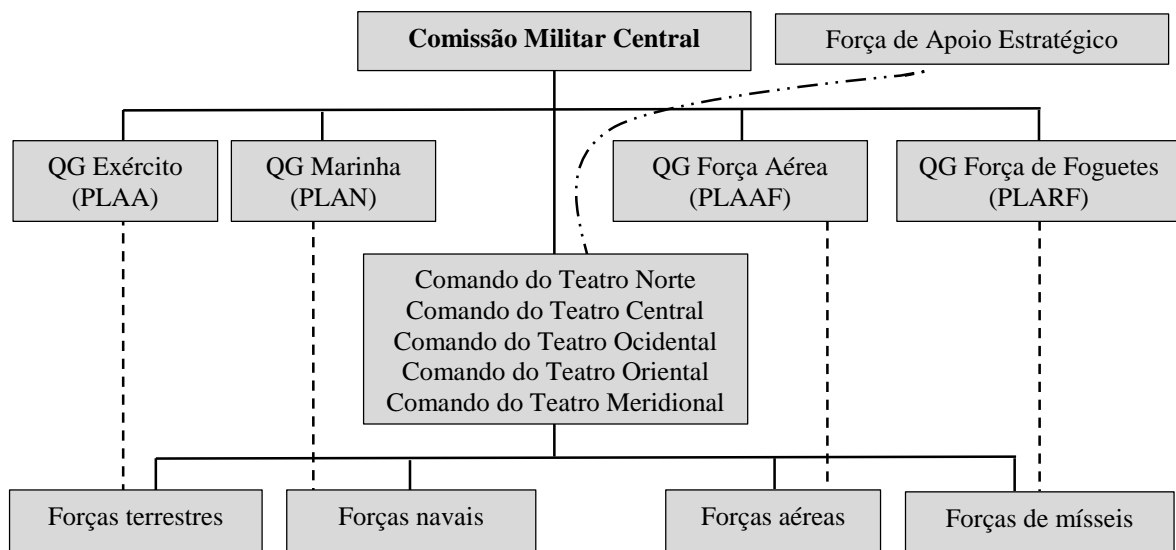 Comissão Militar Central
Força de Apoio Estratégico
QG Exército
(PLAA)
QG Marinha
(PLAN)
QG Força Aérea
(PLAAF)
QG Força de Foguetes
(PLARF)
Comando do Teatro Norte
Comando do Teatro Central
Comando do Teatro Ocidental
Comando do Teatro Oriental
Comando do Teatro Meridional
Forças terrestres
Forças navais
Forças aéreas
Forças de mísseis